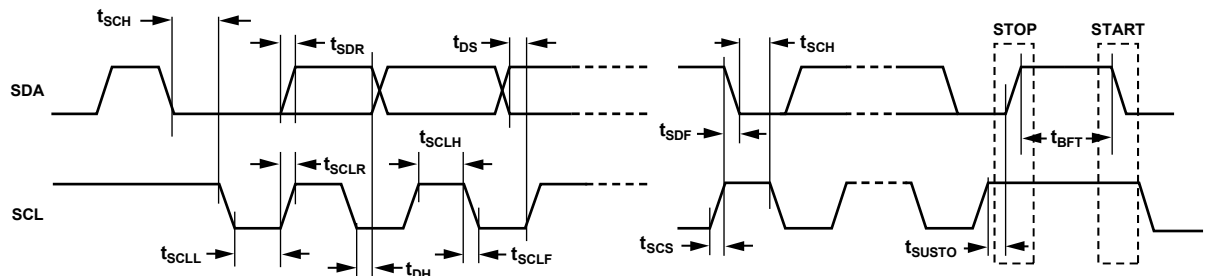 STOP START
tSCH tSDR tDS tSCH
SDA
tSDF tBFT
tSCLH
tSCLR
SCL
tSCLL tDH tSCLF tSCS tSUSTO